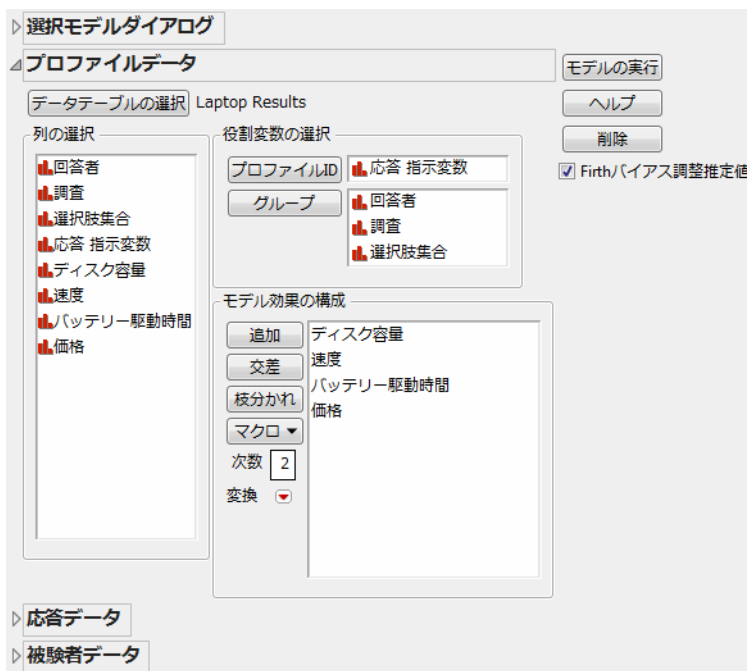 選択モデルダイアログ
プロファイルデータ
モデルの実行
データテーブルの選択 Laptop Results
ヘルプ
削除
Firthバイアス調整推定値
列の選択
回答者
調査
選択肢集合
応答 指示変数
ディスク容量
速度
バッテリー駆動時間
価格
役割変数の選択
プロファイルID
応答 指示変数
グループ
回答者
調査
選択肢集合
モデル効果の構成
追加
交差
枝分かれ
マクロ
次数 2
変換
ディスク容量
速度
バッテリー駆動時間
価格
応答データ
被験者データ